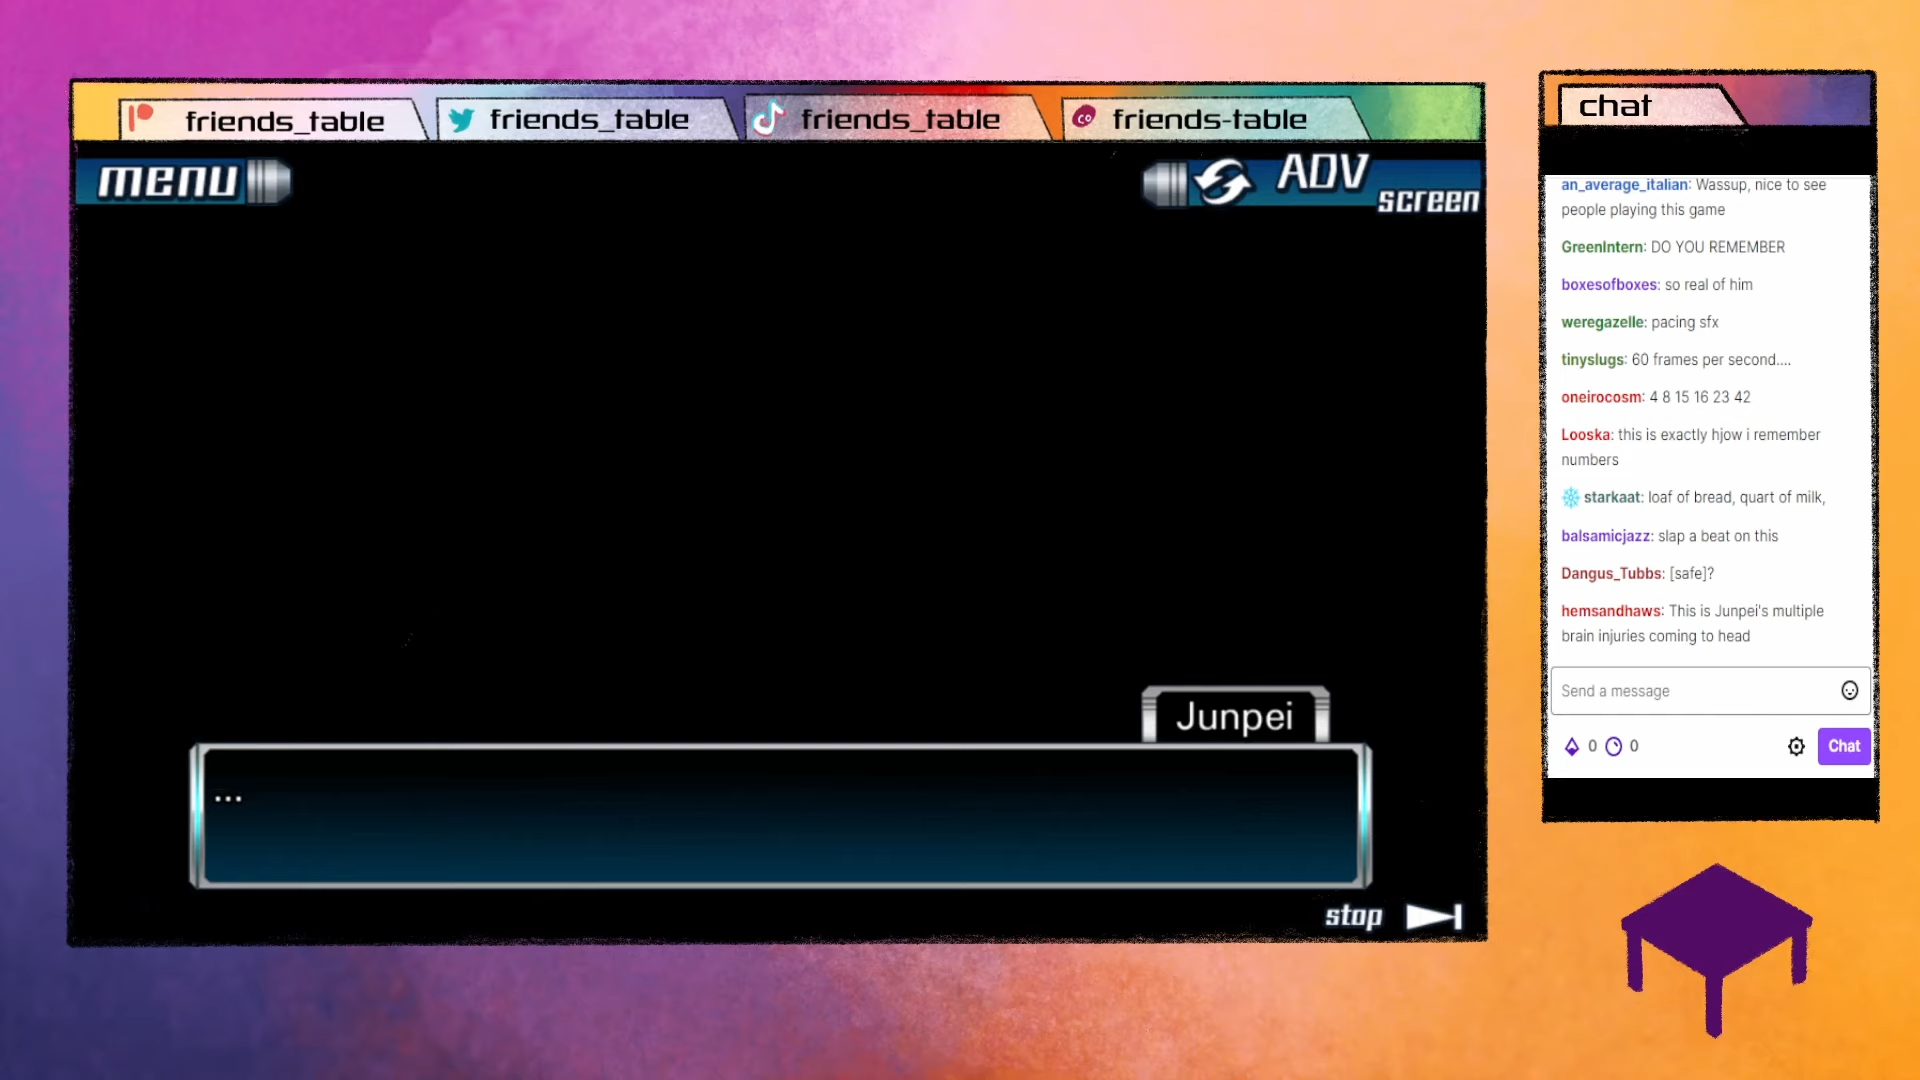 friends_table
friends_table
friends_table
friends-table
chat
menu
ADV
screen
an_average_italian: Wassup, nice to see
people playing this game
GreenIntern: DO YOU REMEMBER
boxesofboxes: so real of him
weregazelle: pacing sfx
tinyslugs: 60 frames per second....
oneirocosm: 4 8 15 16 23 42
Looska: this is exactly hjow i remember
numbers
starkaat: loaf of bread, quart of milk,
balsamicjazz: slap a beat on this
Dangus_Tubbs: [safe]?
hemsandhaws: This is Junpei's multiple
brain injuries coming to head
Send a message
0 0
Chat
Junpei
...
stop